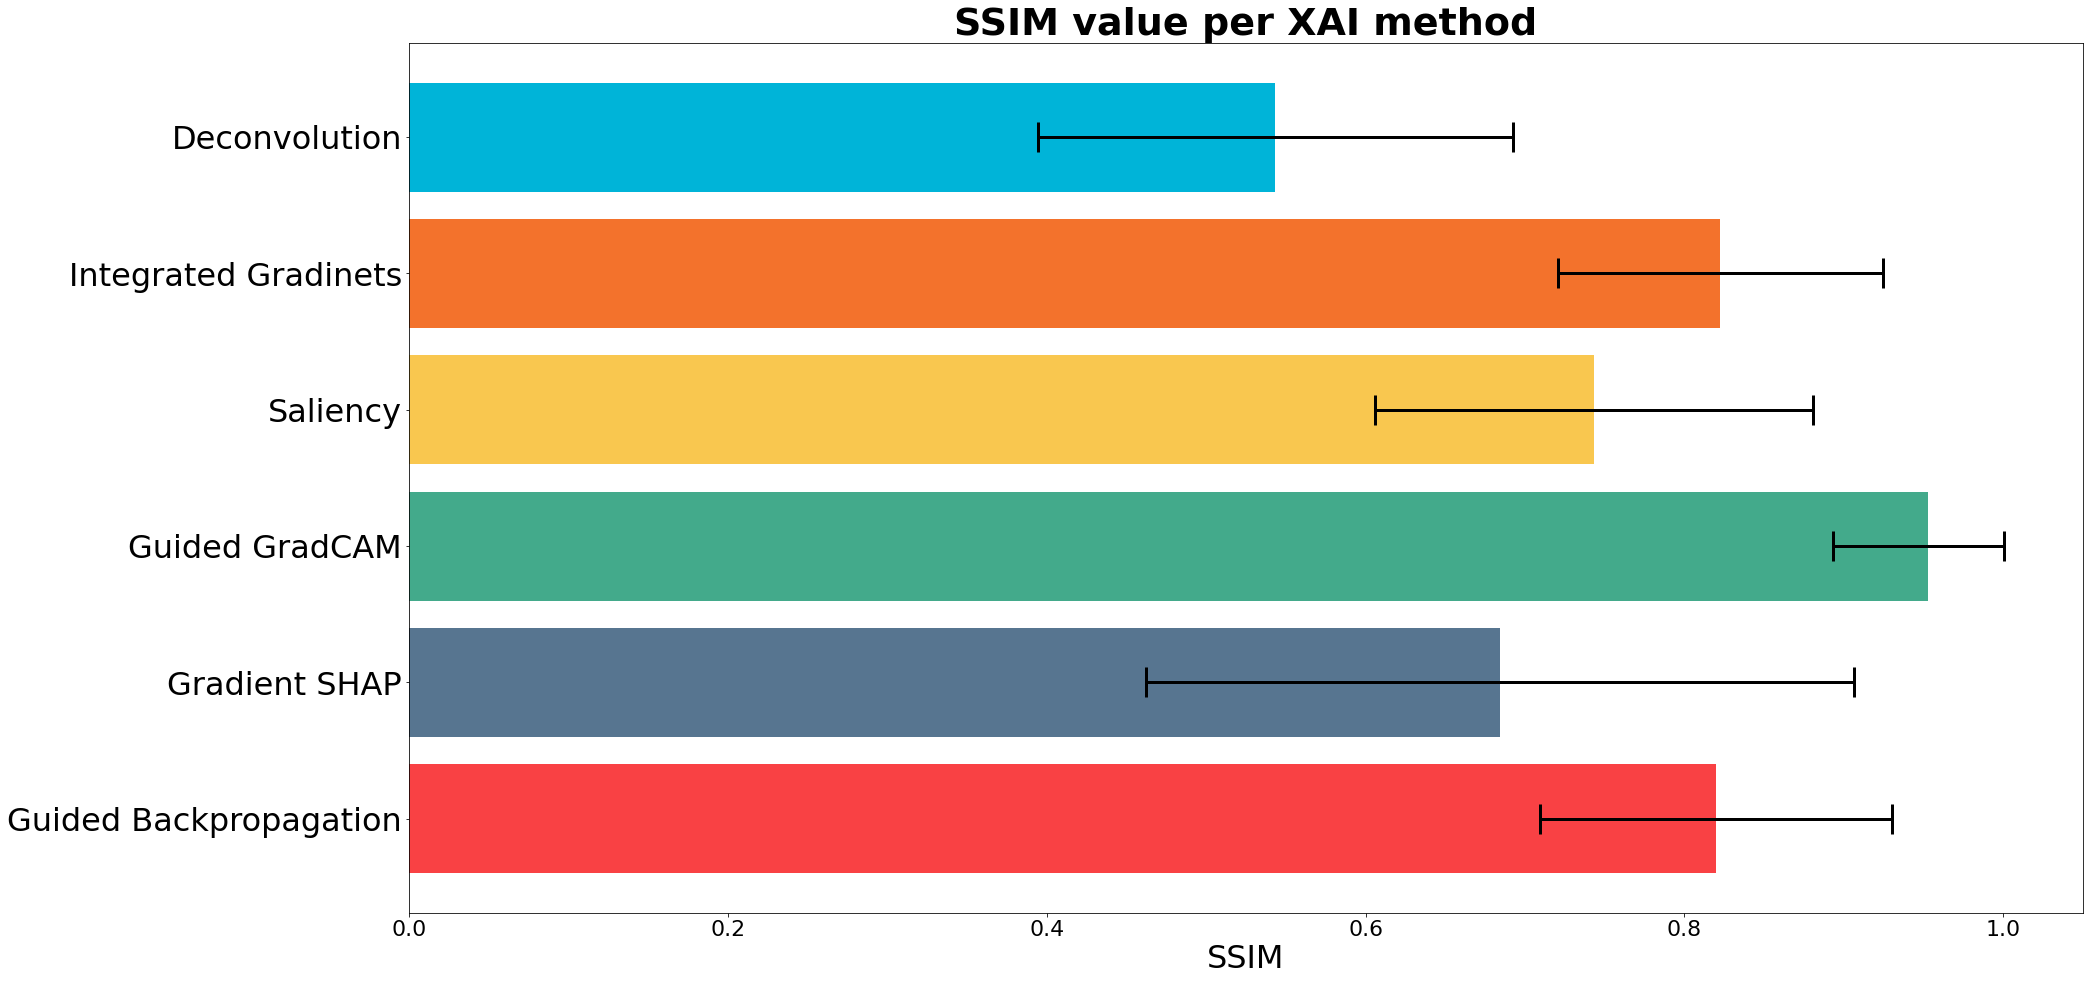 SSIM value per XAI method
Deconvolution
Integrated Gradinets
Saliency
Guided GradCAM
Gradient SHAP
Guided Backpropagation
0.0 0.2 0.4 0.6 0.8 1.0
SSIM